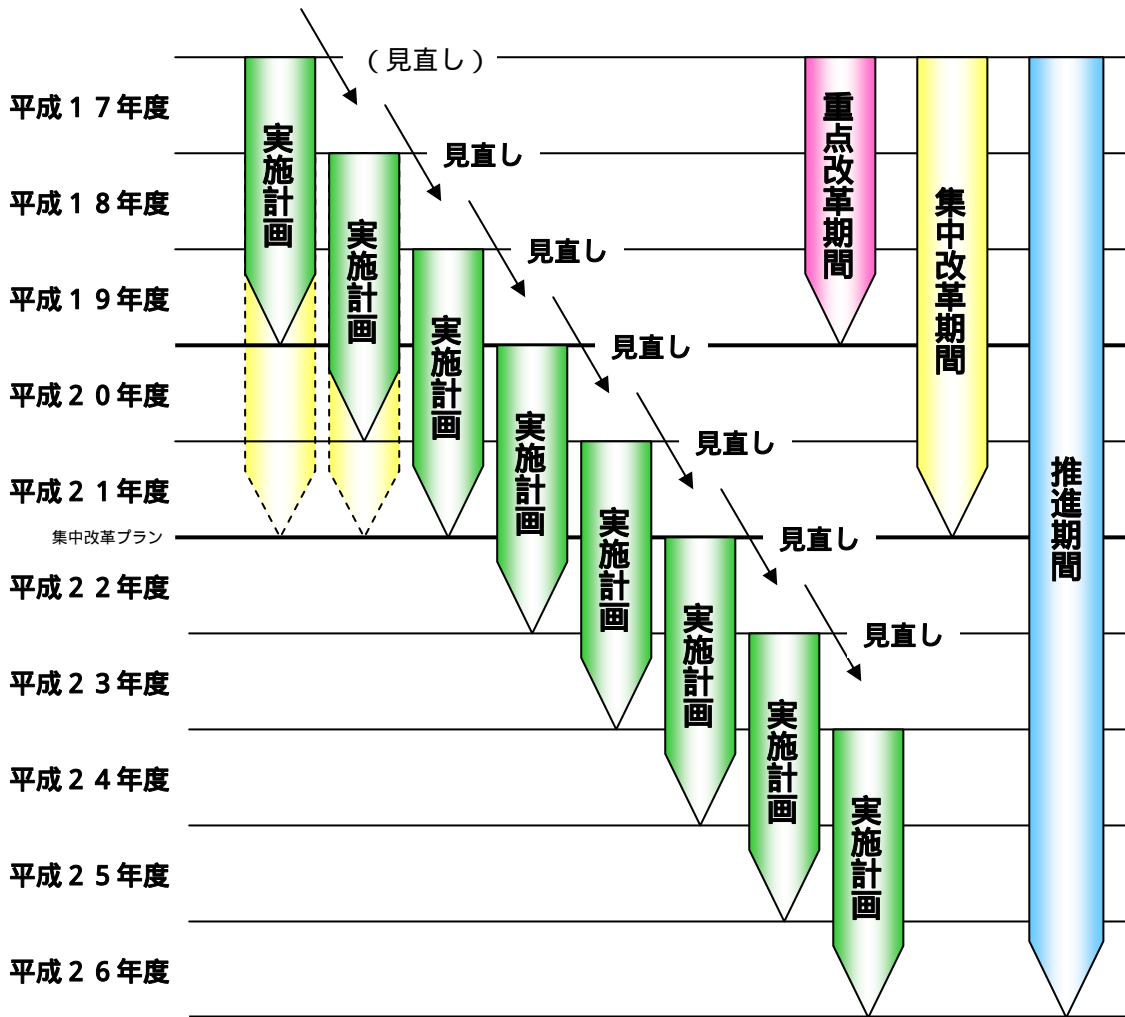 （見直し）
平成１７年度
実施計画
重点改革期間
集中改革期間
推進期間
見直し
平成１８年度
実施計画
見直し
平成１９年度
実施計画
見直し
平成２０年度
実施計画
見直し
平成２１年度
実施計画
集中改革プラン
見直し
平成２２年度
実施計画
見直し
平成２３年度
実施計画
平成２４年度
実施計画
平成２５年度
平成２６年度